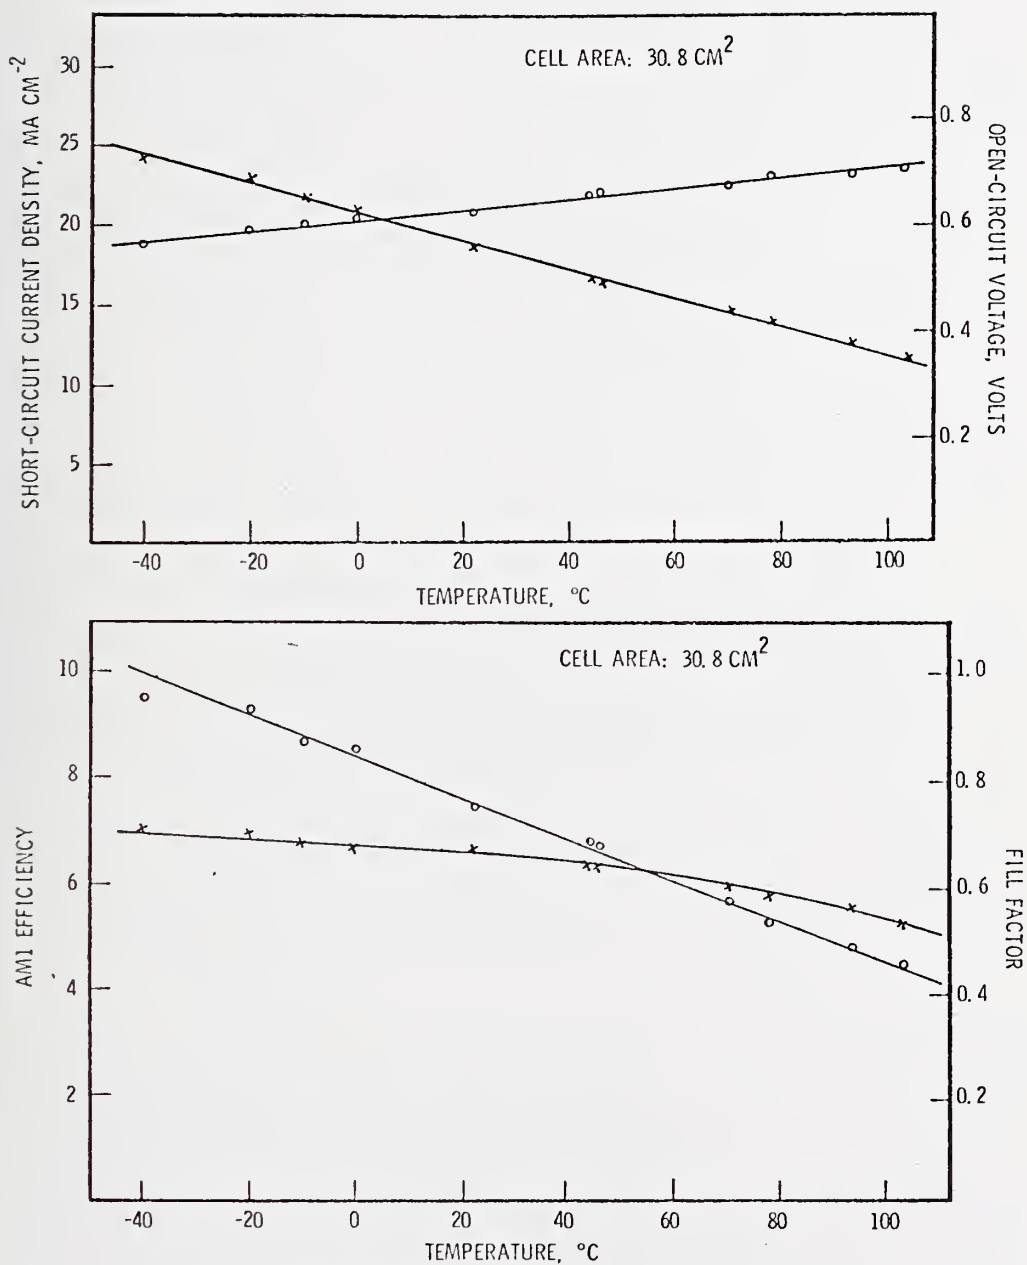 CELL AREA: 30.8 CM²
SHORT-CIRCUIT CURRENT DENSITY, MA CM⁻²
30
25
20
15
10
5
OPEN-CIRCUIT VOLTAGE, VOLTS
0.8
0.6
0.4
0.2
-40 -20 0 20 40 60 80 100
TEMPERATURE, °C
CELL AREA: 30.8 CM²
AM1 EFFICIENCY
10
8
6
4
2
FILL FACTOR
1.0
0.8
0.6
0.4
0.2
-40 -20 0 20 40 60 80 100
TEMPERATURE, °C